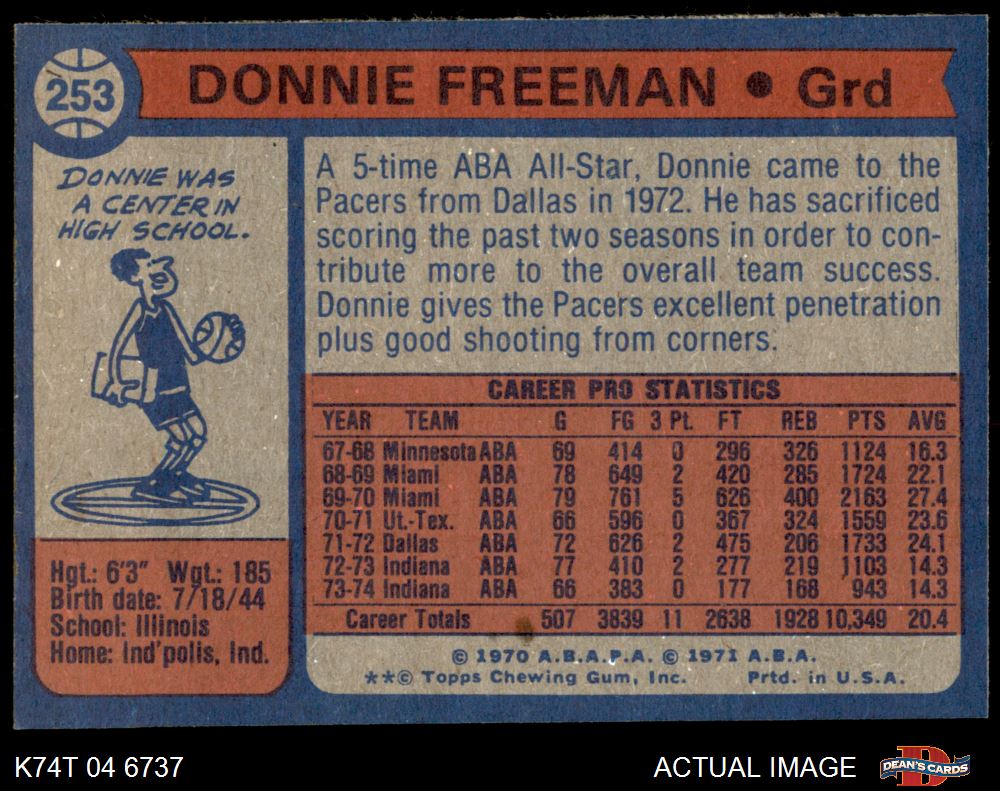 253
DONNIE FREEMAN • Grd
DONNIE WAS
A CENTER IN
HIGH SCHOOL.
A 5-time ABA All-Star, Donnie came to the
Pacers from Dallas in 1972. He has sacrificed
scoring the past two seasons in order to con-
tribute more to the overall team success.
Donnie gives the Pacers excellent penetration
plus good shooting from corners.
CAREER PRO STATISTICS
YEAR TEAM G FG 3 Pt. FT REB PTS AVG
67-68 Minnesota ABA 69 414 0 296 326 1124 16.3
68-69 Miami ABA 78 649 2 420 285 1724 22.1
69-70 Miami ABA 79 761 5 626 400 2163 27.4
70-71 Ut.-Tex. ABA 66 596 0 367 324 1559 23.6
71-72 Dallas ABA 72 626 2 475 206 1733 24.1
72-73 Indiana ABA 77 410 2 277 219 1103 14.3
73-74 Indiana ABA 66 383 0 177 168 943 14.3
Career Totals 507 3839 11 2638 1928 10,349 20.4
Hgt.: 6'3" Wgt.: 185
Birth date: 7/18/44
School: Illinois
Home: Ind'polis, Ind.
© 1970 A.B.A.P.A. © 1971 A.B.A.
**© Topps Chewing Gum, Inc. Prtd. in U.S.A.
K74T 04 6737
ACTUAL IMAGE
D
DEAN'S CARDS